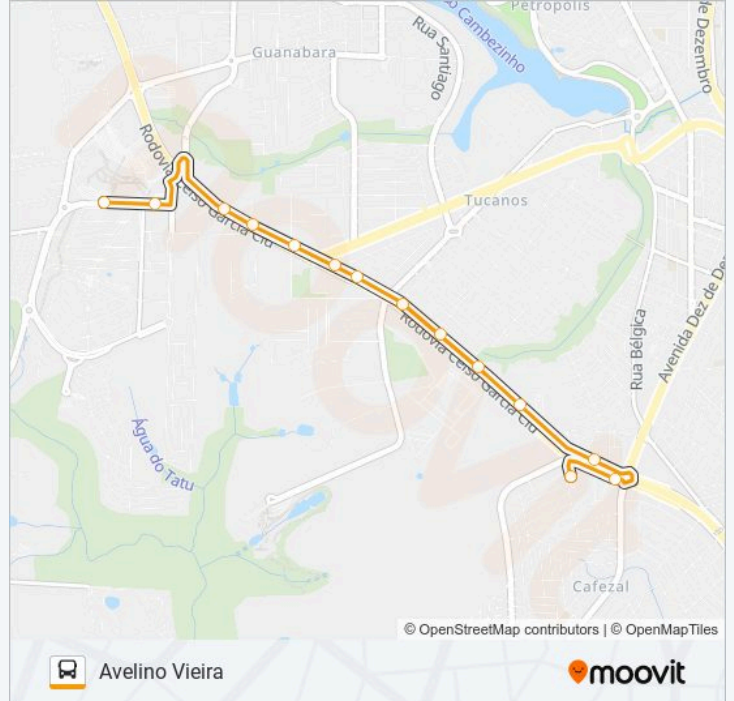 Petrópolis
de Dezembro
Rua Santiago
Cambezinho
Guanabara
Rodovia Celso Garcia Cid
Tucanos
Rodovia Celso Garcia Cid
Rua Bélgica
Avenida Dez de De
Água do Tatu
Cafezal
© OpenStreetMap contributors | © OpenMapTiles
Avelino Vieira
moovit